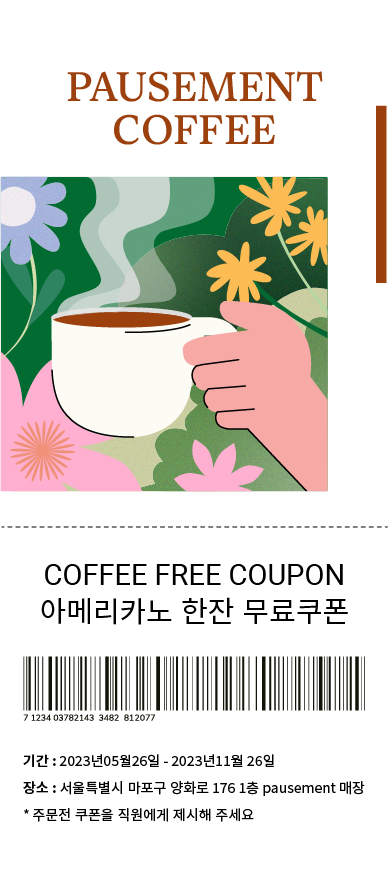 PAUSEMENT
COFFEE
COFFEE FREE COUPON
아메리카노 한잔 무료쿠폰
7 1234 03782143 3482 812077
기간 : 2023년05월26일 - 2023년11월 26일
장소 : 서울특별시 마포구 양화로 176 1층 pausement 매장
* 주문전 쿠폰을 직원에게 제시해 주세요